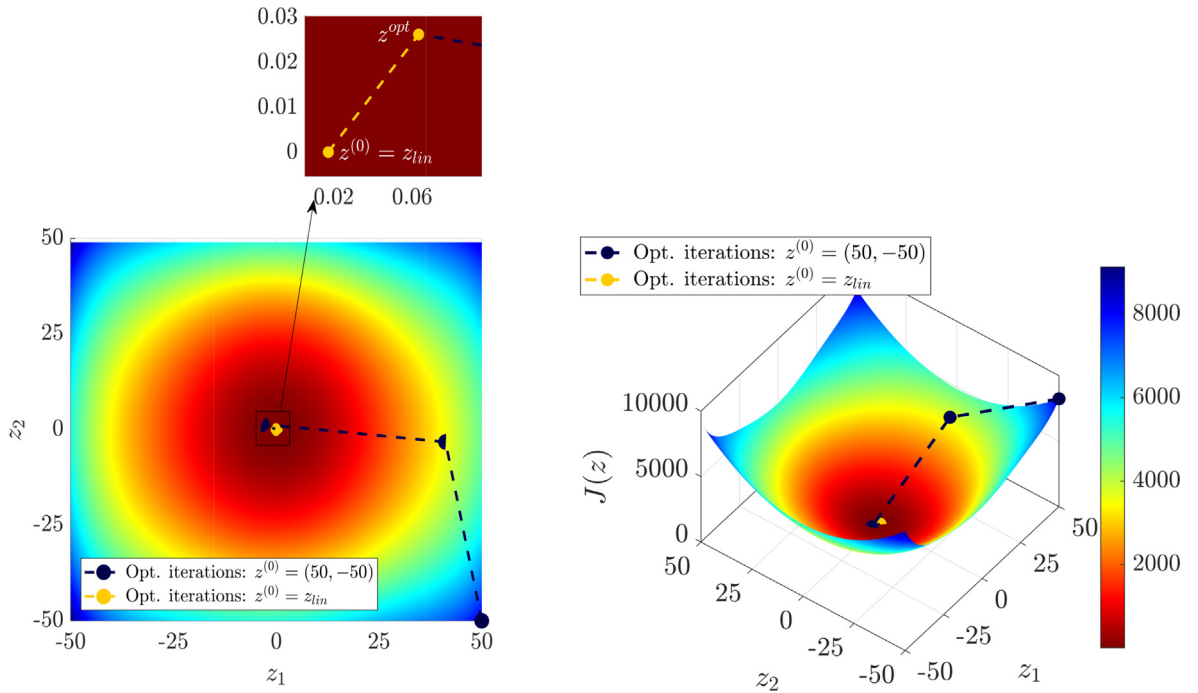 0.03
0.02
0.01
0
z^{opt}
z^{(0)} = z_{lin}
0.02 0.06
50
25
0
-25
-50
z_2
Opt. iterations: z^{(0)} = (50, −50)
Opt. iterations: z^{(0)} = z_{lin}
-50 -25 0 25 50
z_1
Opt. iterations: z^{(0)} = (50, −50)
Opt. iterations: z^{(0)} = z_{lin}
10000
5000
0
J(z)
50
25
0
-25
-50
z_2
-50
-25
0
25
50
z_1
8000
6000
4000
2000